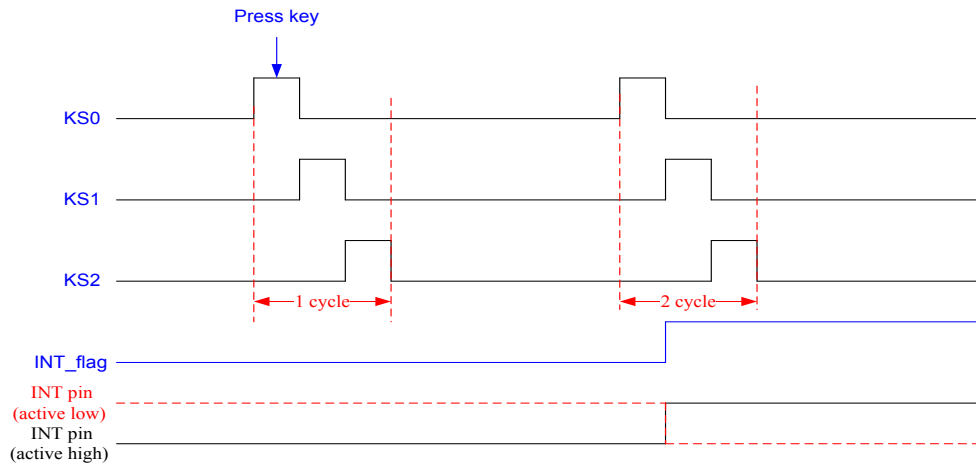 Press key
KS0
KS1
KS2
1 cycle
2 cycle
INT_flag
INT pin
(active low)
INT pin
(active high)